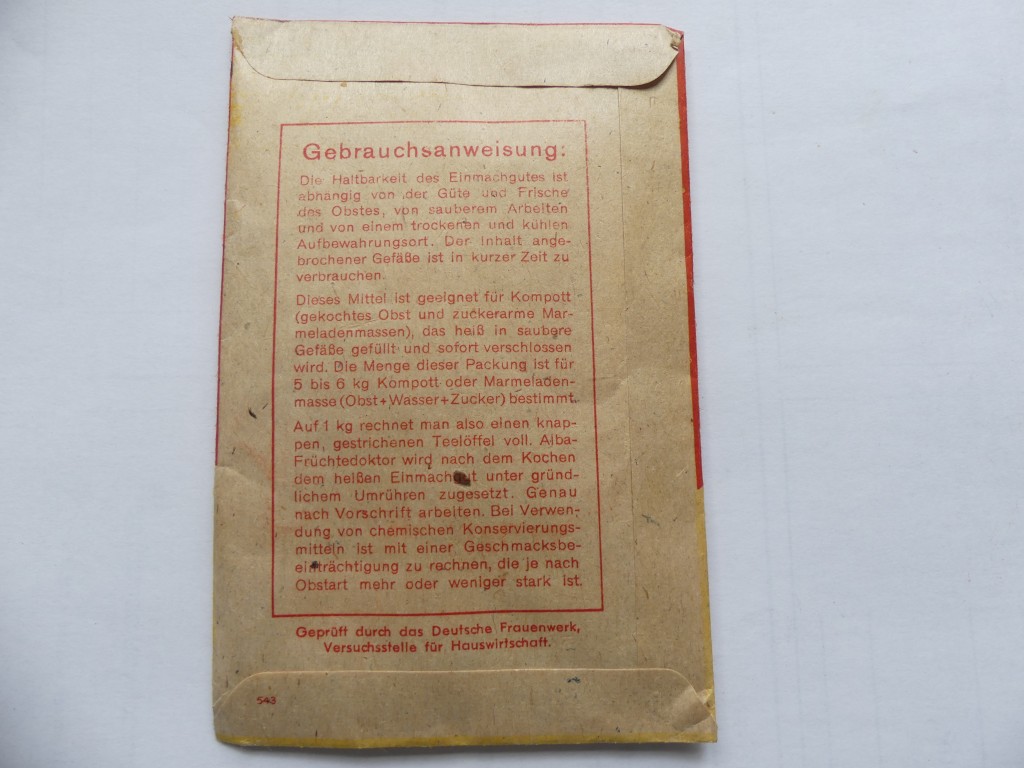 Gebrauchsanweisung:
Die Haltbarkeit des Einmachgutes ist
abhängig von der Güte und Frische
des Obstes, von sauberem Arbeiten
und von einem trockenen und kühlen
Aufbewahrungsort. Der Inhalt ange-
brochener Gefäße ist in kurzer Zeit zu
verbrauchen.
Dieses Mittel ist geeignet für Kompott
(gekochtes Obst und zuckerarme Mar-
meladenmassen), das heiß in saubere
Gefäße gefüllt und sofort verschlossen
wird. Die Menge dieser Packung ist für
5 bis 6 kg Kompott oder Marmeladen-
masse (Obst+Wasser+Zucker) bestimmt.
Auf 1 kg rechnet man also einen knap-
pen, gestrichenen Teelöffel voll. Alba-
Früchtedoktor wird nach dem Kochen
dem heißen Einmachgut unter gründ-
lichem Umrühren zugesetzt. Genau
nach Vorschrift arbeiten. Bei Verwen-
dung von chemischen Konservierungs-
mitteln ist mit einer Geschmacksbe-
einträchtigung zu rechnen, die je nach
Obstart mehr oder weniger stark ist.
Geprüft durch das Deutsche Frauenwerk,
Versuchsstelle für Hauswirtschaft.
543